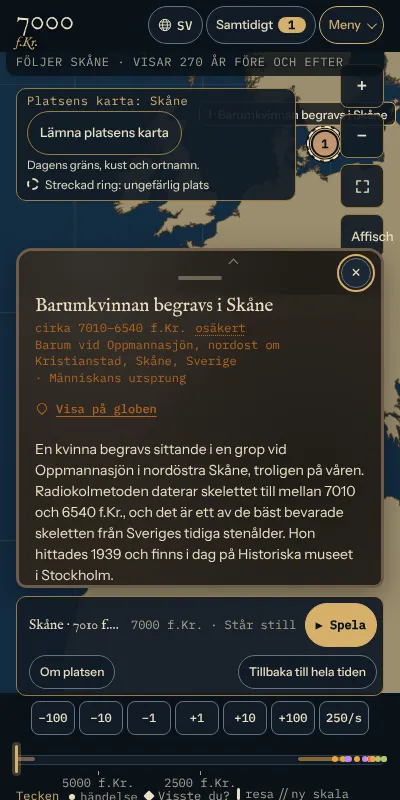 7000
f.Kr.
SV
Samtidigt 1
Meny
FÖLJER SKÅNE · VISAR 270 ÅR FÖRE OCH EFTER
Platsens karta: Skåne
Lämna platsens karta
Dagens gräns, kust och ortnamn.
Streckad ring: ungefärlig plats
Barumkvinnan begravs i Skåne
1
+
−
Affisch
×
Barumkvinnan begravs i Skåne
cirka 7010–6540 f.Kr. osäkert
Barum vid Oppmannasjön, nordost om
Kristianstad, Skåne, Sverige
· Människans ursprung
Visa på globen
En kvinna begravs sittande i en grop vid
Oppmannasjön i nordöstra Skåne, troligen på våren.
Radiokolmetoden daterar skelettet till mellan 7010
och 6540 f.Kr., och det är ett av de bäst bevarade
skeletten från Sveriges tidiga stenålder. Hon
hittades 1939 och finns i dag på Historiska museet
i Stockholm.
Skåne · 7010 f.… 7000 f.Kr. · Står still ▶ Spela
Om platsen
Tillbaka till hela tiden
−100 −10 −1 +1 +10 +100 250/s
5000 f.Kr. 2500 f.Kr.
Tecken ● händelse ◆ Visste du? resa // ny skala